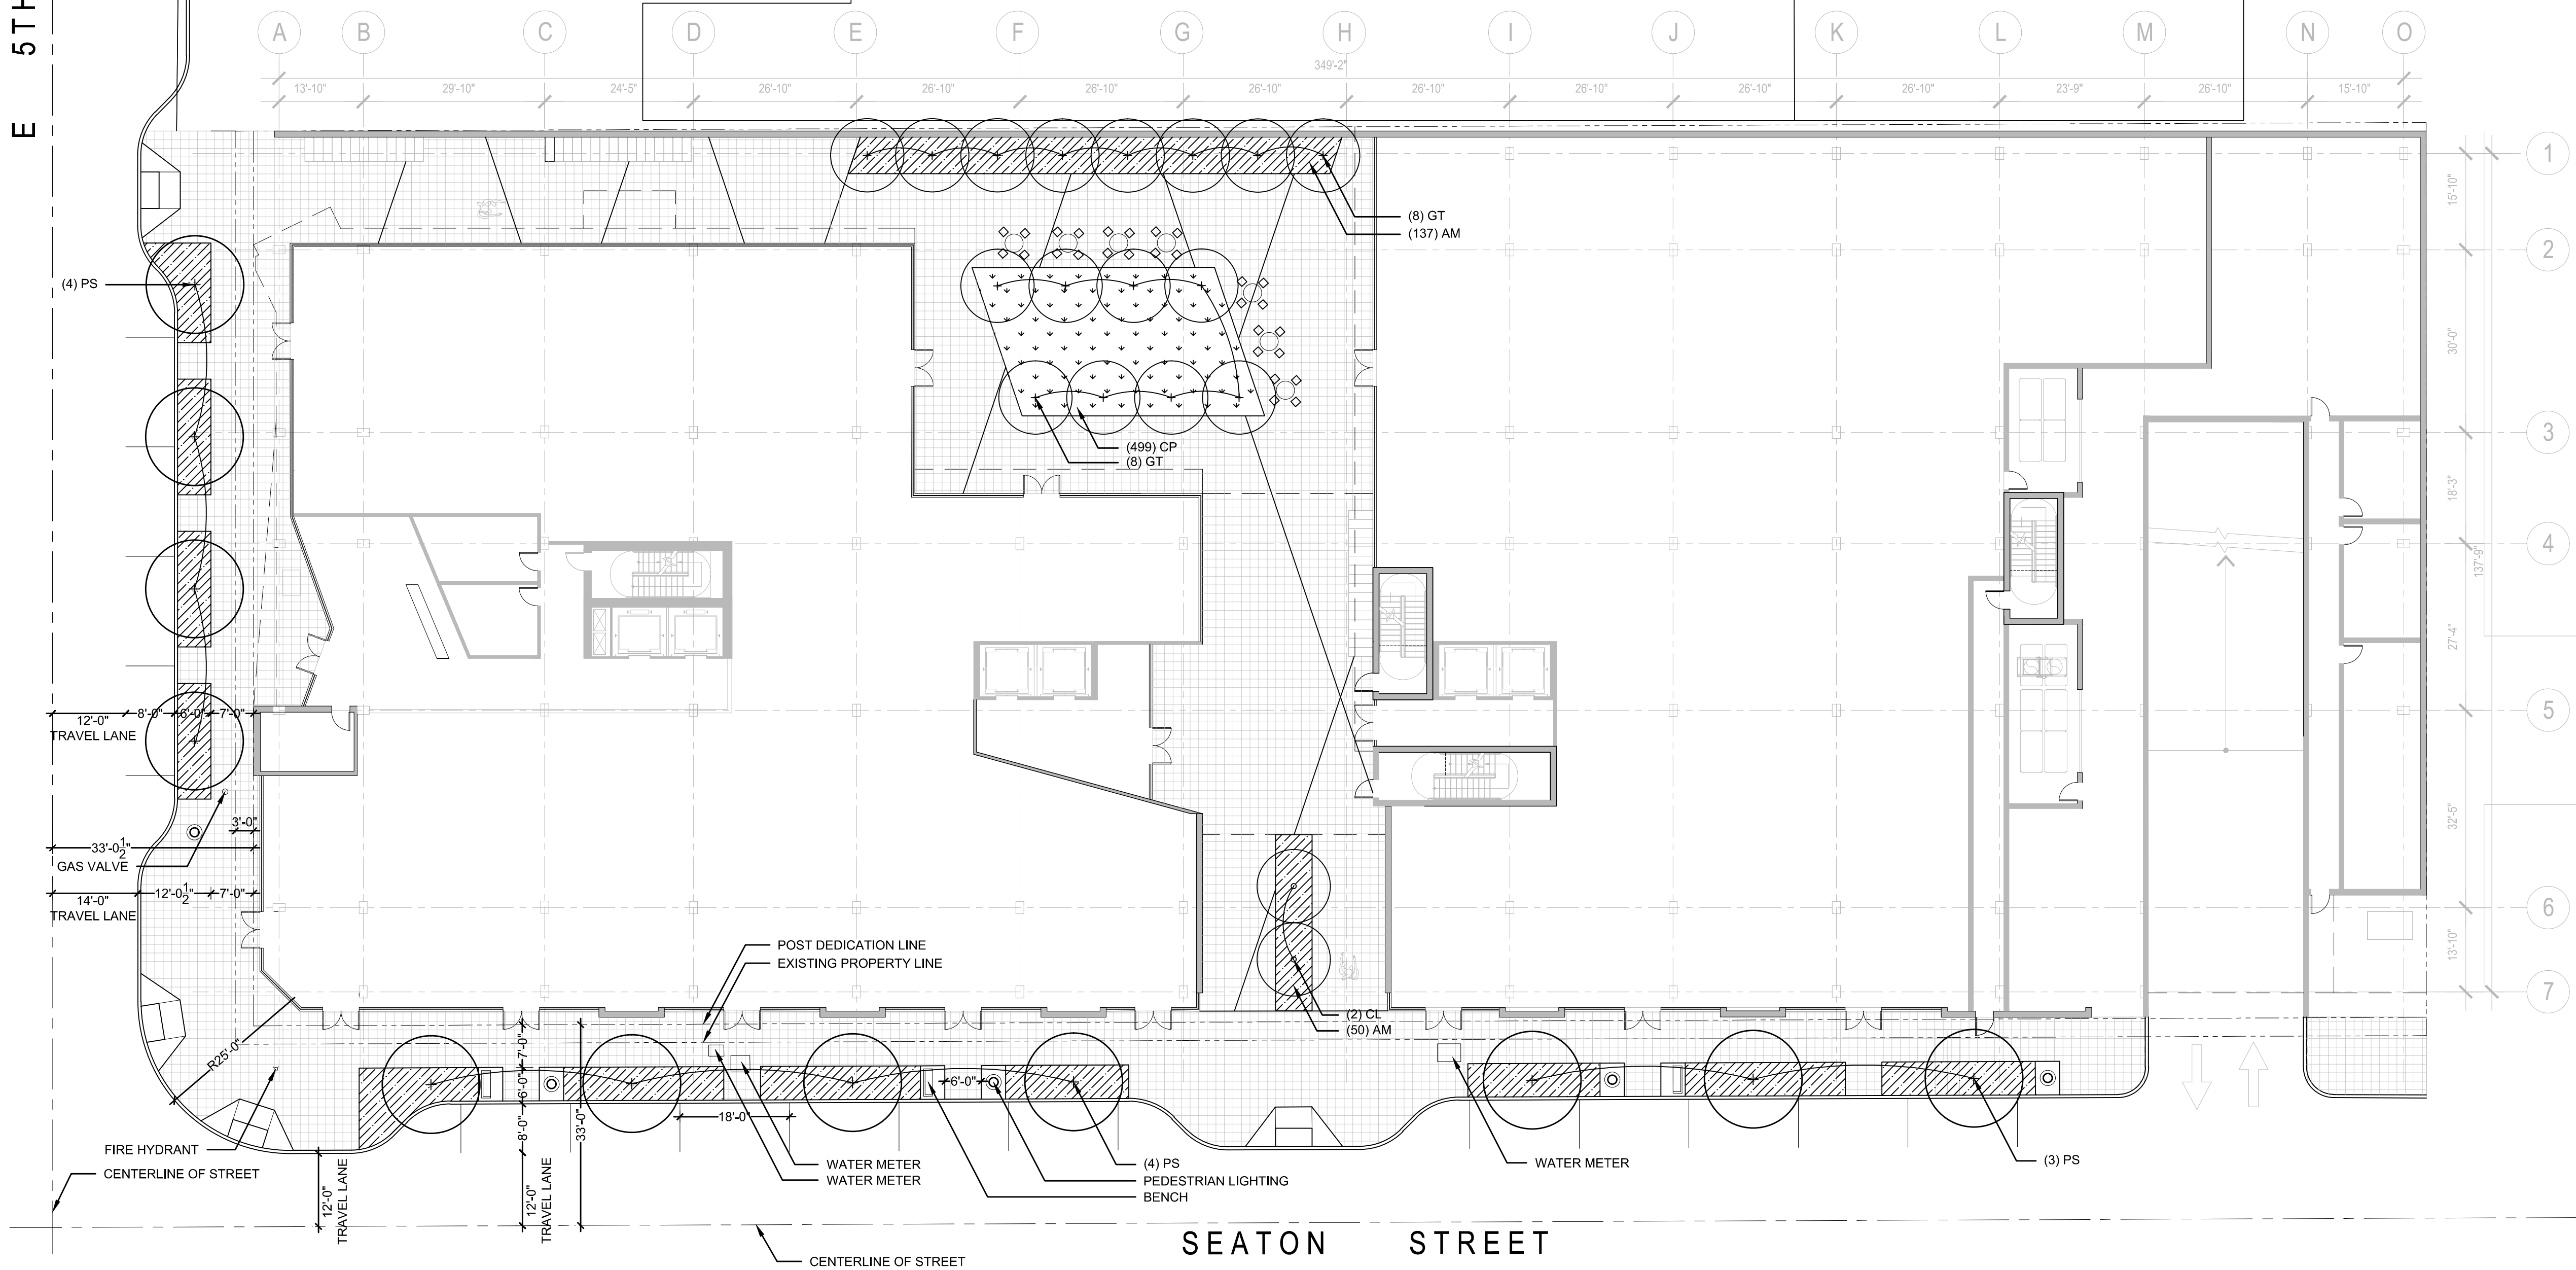 E 5TH
A B C D E F G H I J K L M N O
349'-2"
13'-10" 29'-10" 24'-5" 26'-10" 26'-10" 26'-10" 26'-10" 26'-10" 26'-10" 26'-10" 26'-10" 23'-9" 26'-10" 15'-10"
1
15'-10"
(8) GT
(137) AM
2
(4) PS
30'-0"
3
(499) CP
(8) GT
18'-3"
4
137'-9"
27'-4"
5
12'-0" 8'-0" 6'-0" 7'-0"
TRAVEL LANE
3'-0"
32'-5"
33'-0 1/2"
GAS VALVE
14'-0" 12'-0 1/2" 7'-0"
TRAVEL LANE
6
13'-10"
POST DEDICATION LINE
EXISTING PROPERTY LINE
7
(2) CL
(50) AM
R25'-0"
7'-0"
6'-0"
6'-0"
18'-0"
8'-0"
33'-0"
FIRE HYDRANT
CENTERLINE OF STREET
12'-0"
TRAVEL LANE
12'-0"
TRAVEL LANE
WATER METER
WATER METER
(4) PS
PEDESTRIAN LIGHTING
BENCH
WATER METER
(3) PS
SEATON STREET
CENTERLINE OF STREET